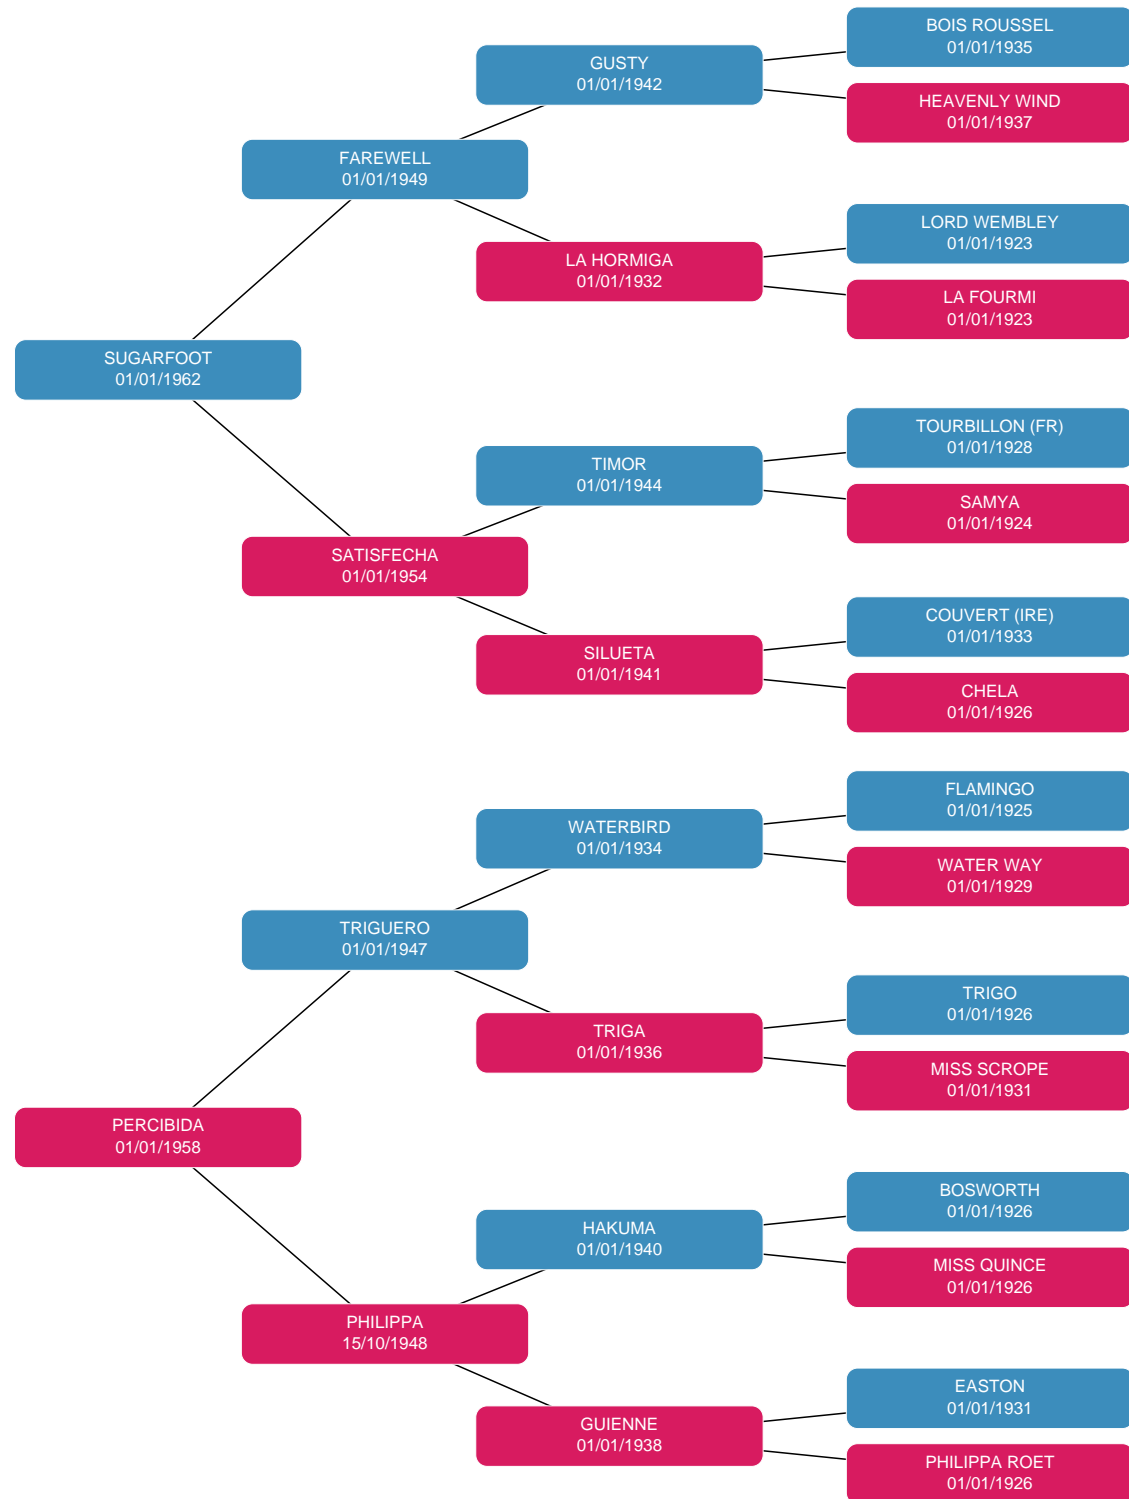 BOIS ROUSSEL
01/01/1935
GUSTY
01/01/1942
HEAVENLY WIND
01/01/1937
FAREWELL
01/01/1949
LORD WEMBLEY
01/01/1923
LA HORMIGA
01/01/1932
LA FOURMI
01/01/1923
SUGARFOOT
01/01/1962
TOURBILLON (FR)
01/01/1928
TIMOR
01/01/1944
SAMYA
01/01/1924
SATISFECHA
01/01/1954
COUVERT (IRE)
01/01/1933
SILUETA
01/01/1941
CHELA
01/01/1926
FLAMINGO
01/01/1925
WATERBIRD
01/01/1934
WATER WAY
01/01/1929
TRIGUERO
01/01/1947
TRIGO
01/01/1926
TRIGA
01/01/1936
MISS SCROPE
01/01/1931
PERCIBIDA
01/01/1958
BOSWORTH
01/01/1926
HAKUMA
01/01/1940
MISS QUINCE
01/01/1926
PHILIPPA
15/10/1948
EASTON
01/01/1931
GUIENNE
01/01/1938
PHILIPPA ROET
01/01/1926